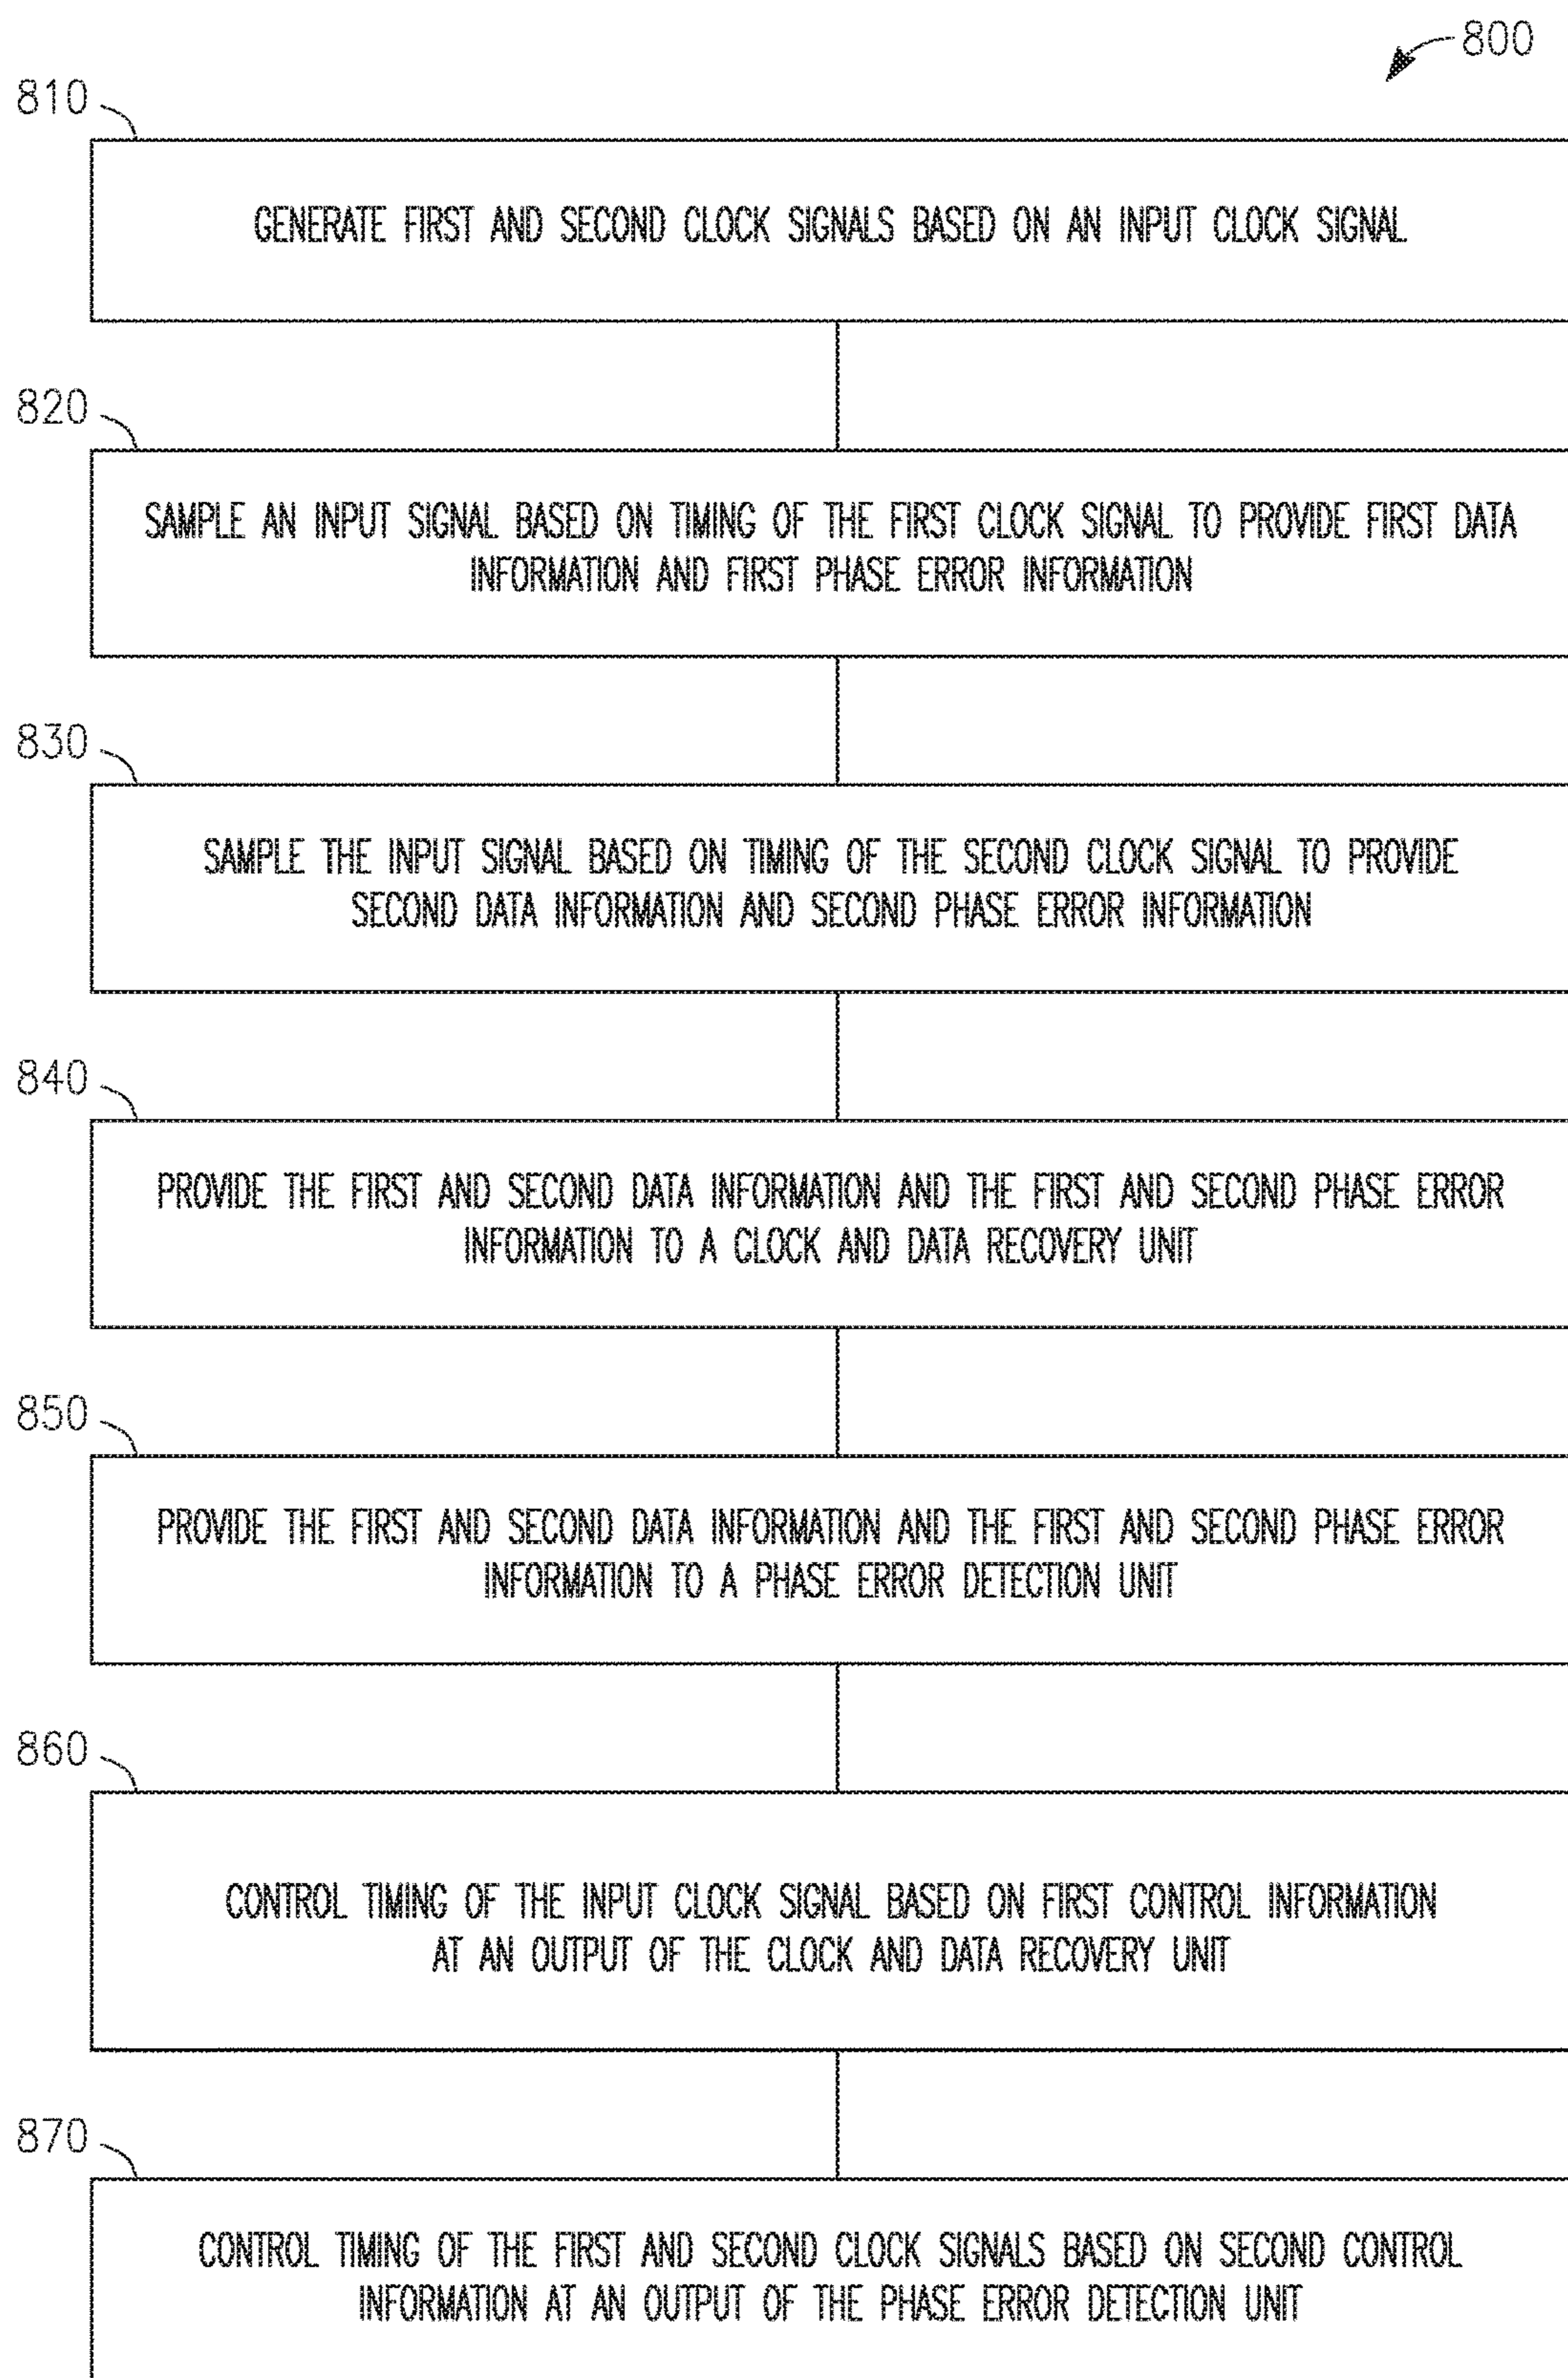 800
810
GENERATE FIRST AND SECOND CLOCK SIGNALS BASED ON AN INPUT CLOCK SIGNAL
820
SAMPLE AN INPUT SIGNAL BASED ON TIMING OF THE FIRST CLOCK SIGNAL TO PROVIDE FIRST DATA
INFORMATION AND FIRST PHASE ERROR INFORMATION
830
SAMPLE THE INPUT SIGNAL BASED ON TIMING OF THE SECOND CLOCK SIGNAL TO PROVIDE
SECOND DATA INFORMATION AND SECOND PHASE ERROR INFORMATION
840
PROVIDE THE FIRST AND SECOND DATA INFORMATION AND THE FIRST AND SECOND PHASE ERROR
INFORMATION TO A CLOCK AND DATA RECOVERY UNIT
850
PROVIDE THE FIRST AND SECOND DATA INFORMATION AND THE FIRST AND SECOND PHASE ERROR
INFORMATION TO A PHASE ERROR DETECTION UNIT
860
CONTROL TIMING OF THE INPUT CLOCK SIGNAL BASED ON FIRST CONTROL INFORMATION
AT AN OUTPUT OF THE CLOCK AND DATA RECOVERY UNIT
870
CONTROL TIMING OF THE FIRST AND SECOND CLOCK SIGNALS BASED ON SECOND CONTROL
INFORMATION AT AN OUTPUT OF THE PHASE ERROR DETECTION UNIT